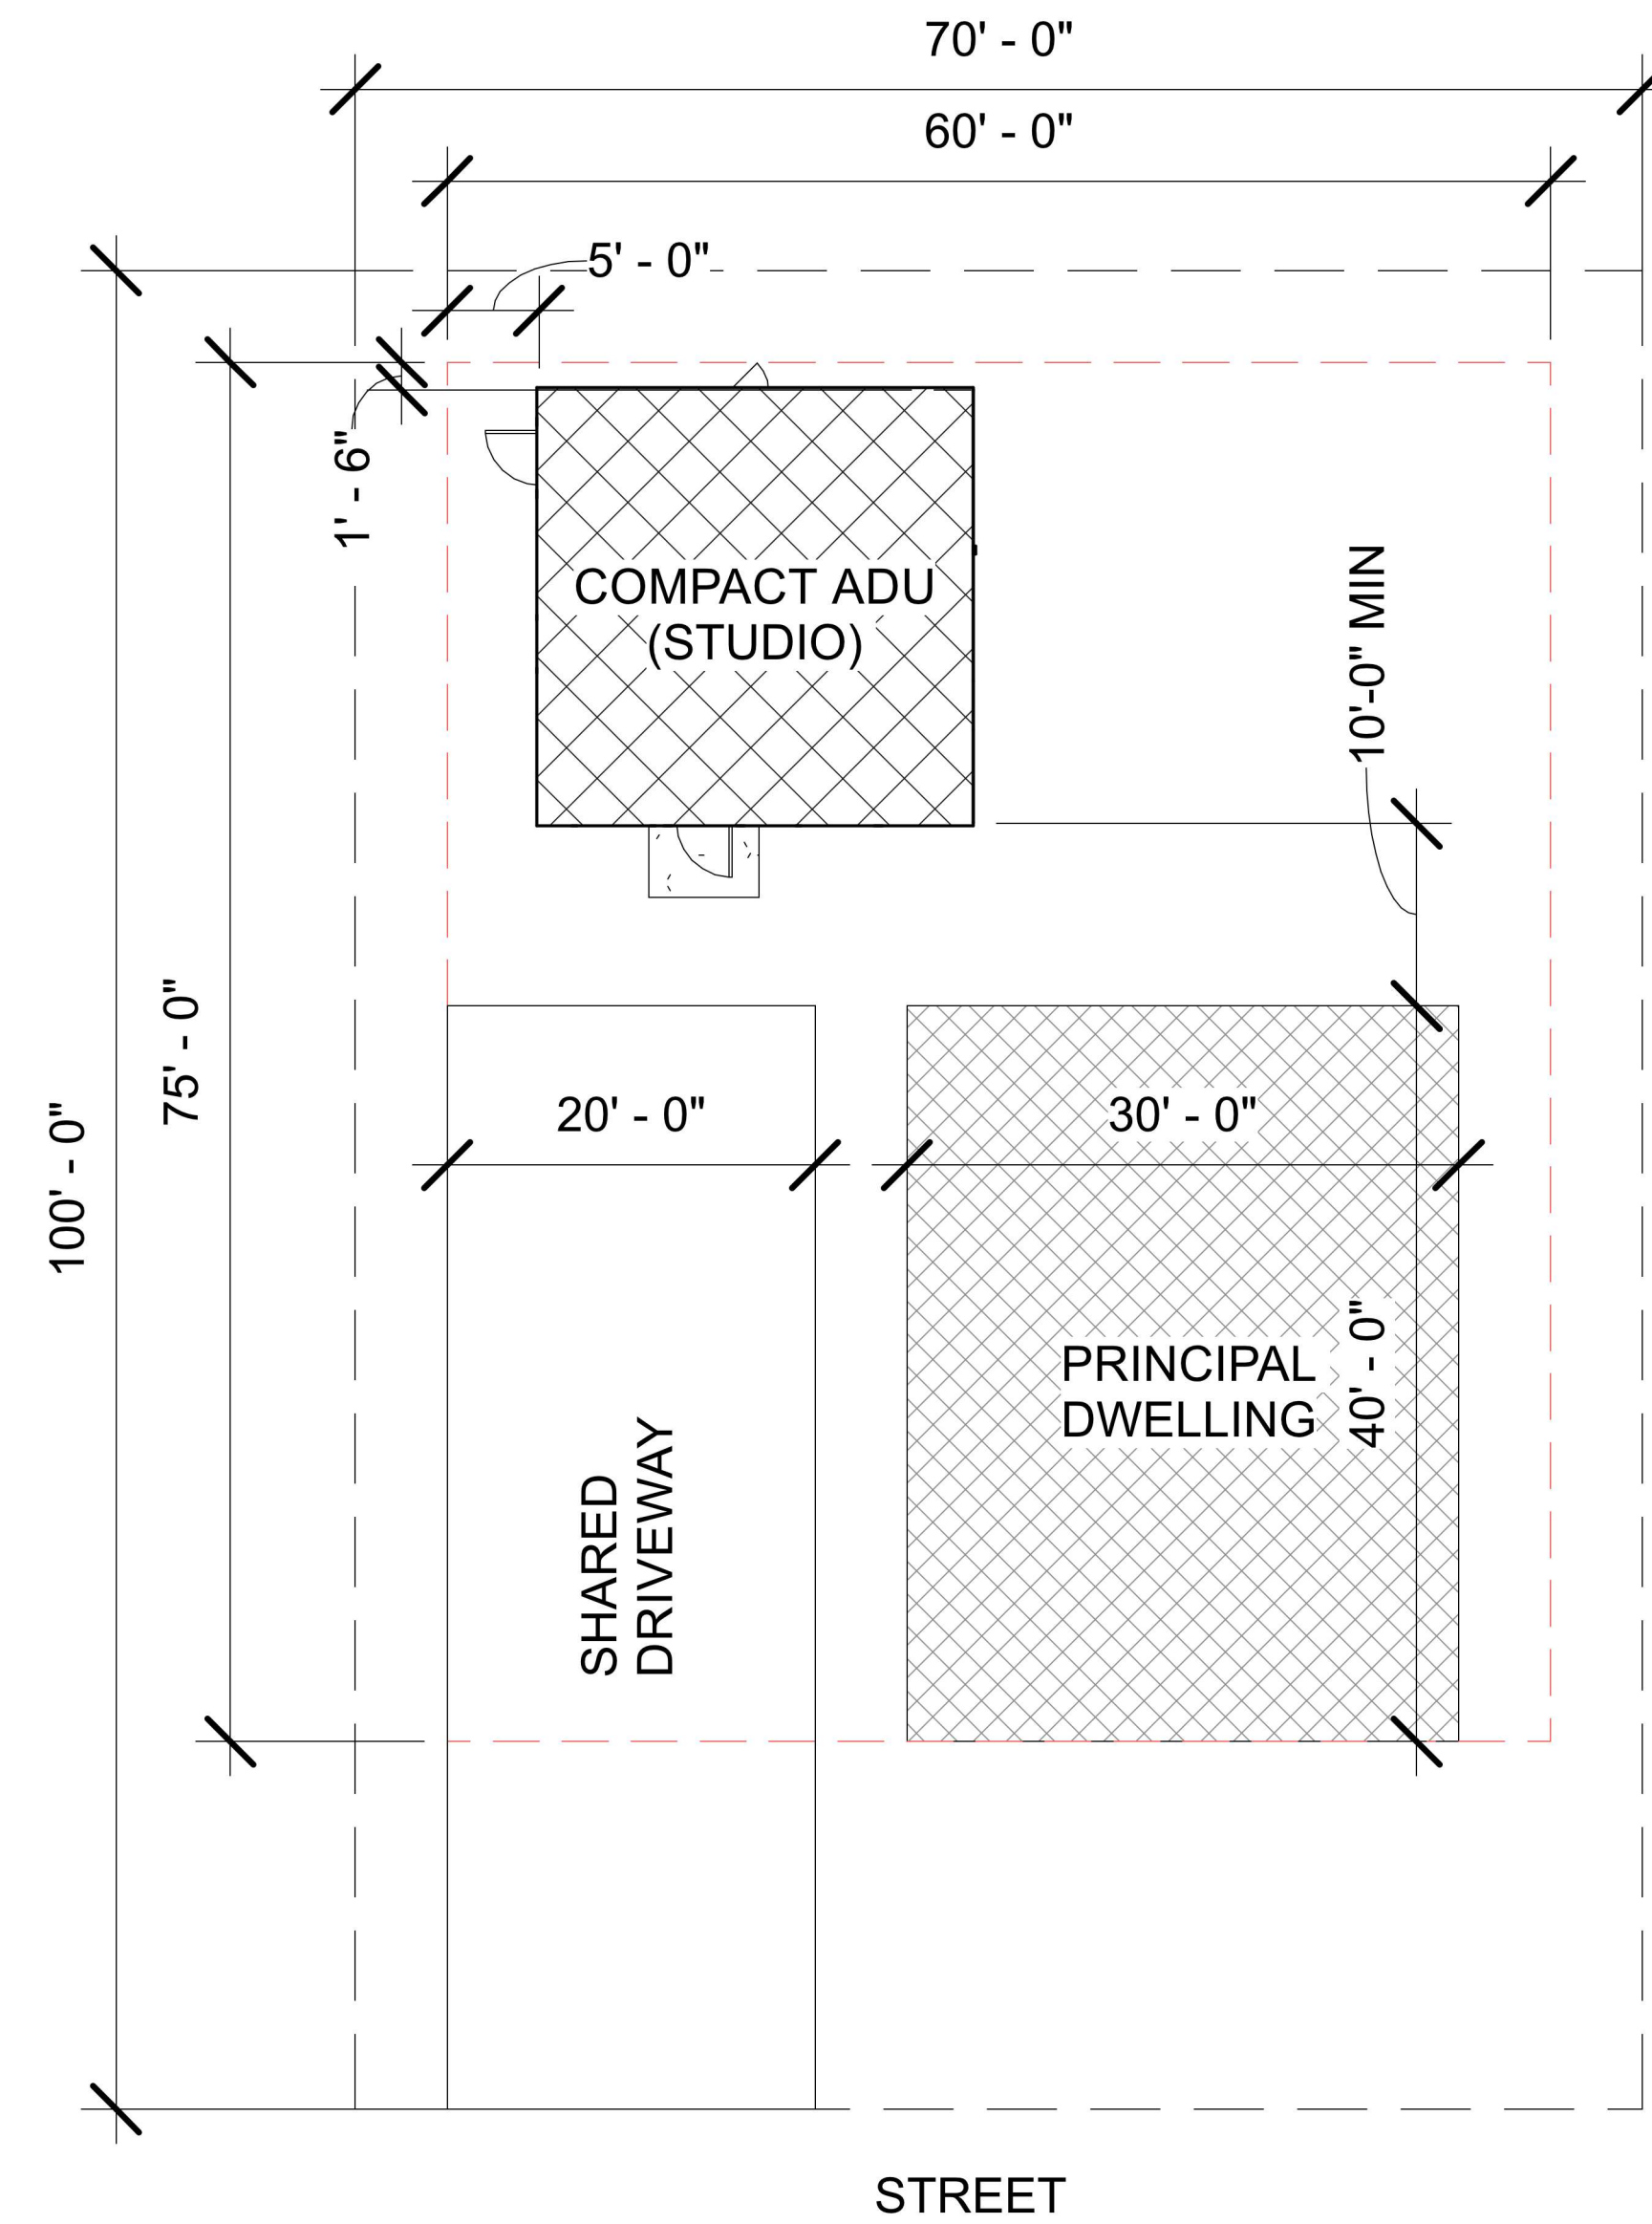 70' - 0"
60' - 0"
5' - 0"
1' - 6"
COMPACT ADU
(STUDIO)
10'-0" MIN
75' - 0"
100' - 0"
20' - 0"
30' - 0"
PRINCIPAL
DWELLING
40' - 0"
SHARED
DRIVEWAY
STREET